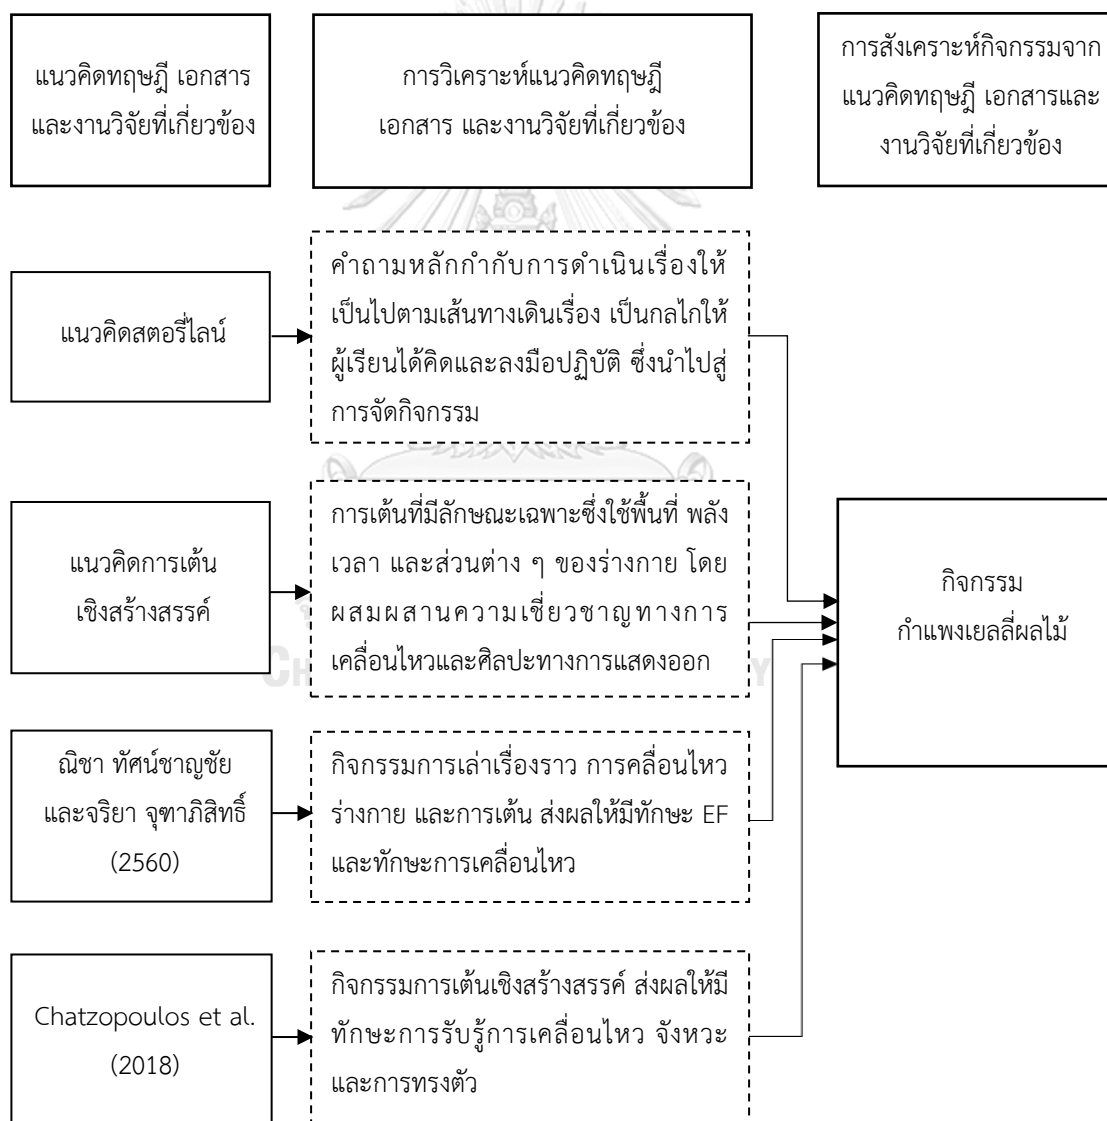 แนวคิดทฤษฎี เอกสาร
และงานวิจัยที่เกี่ยวข้อง
การวิเคราะห์แนวคิดทฤษฎี
เอกสาร และงานวิจัยที่เกี่ยวข้อง
การสังเคราะห์กิจกรรมจาก
แนวคิดทฤษฎี เอกสารและ
งานวิจัยที่เกี่ยวข้อง
แนวคิดสตอรี่ไลน์
คำถามหลักกำกับการดำเนินเรื่องให้
เป็นไปตามเส้นทางเดินเรื่อง เป็นกลไกให้
ผู้เรียนได้คิดและลงมือปฏิบัติ ซึ่งนำไปสู่
การจัดกิจกรรม
แนวคิดการเต้น
เชิงสร้างสรรค์
การเต้นที่มีลักษณะเฉพาะซึ่งใช้พื้นที่ พลัง
เวลา และส่วนต่าง ๆ ของร่างกาย โดย
ผสมผสานความเชี่ยวชาญทางการ
เคลื่อนไหวและศิลปะทางการแสดงออก
กิจกรรม
กำแพงเยลลี่ผลไม้
ณิชา ทัศน์ชาญชัย
และจริยา จุฑาภิสิทธิ์
(2560)
กิจกรรมการเล่าเรื่องราว การเคลื่อนไหว
ร่างกาย และการเต้น ส่งผลให้มีทักษะ EF
และทักษะการเคลื่อนไหว
Chatzopoulos et al.
(2018)
กิจกรรมการเต้นเชิงสร้างสรรค์ ส่งผลให้มี
ทักษะการรับรู้การเคลื่อนไหว จังหวะ
และการทรงตัว